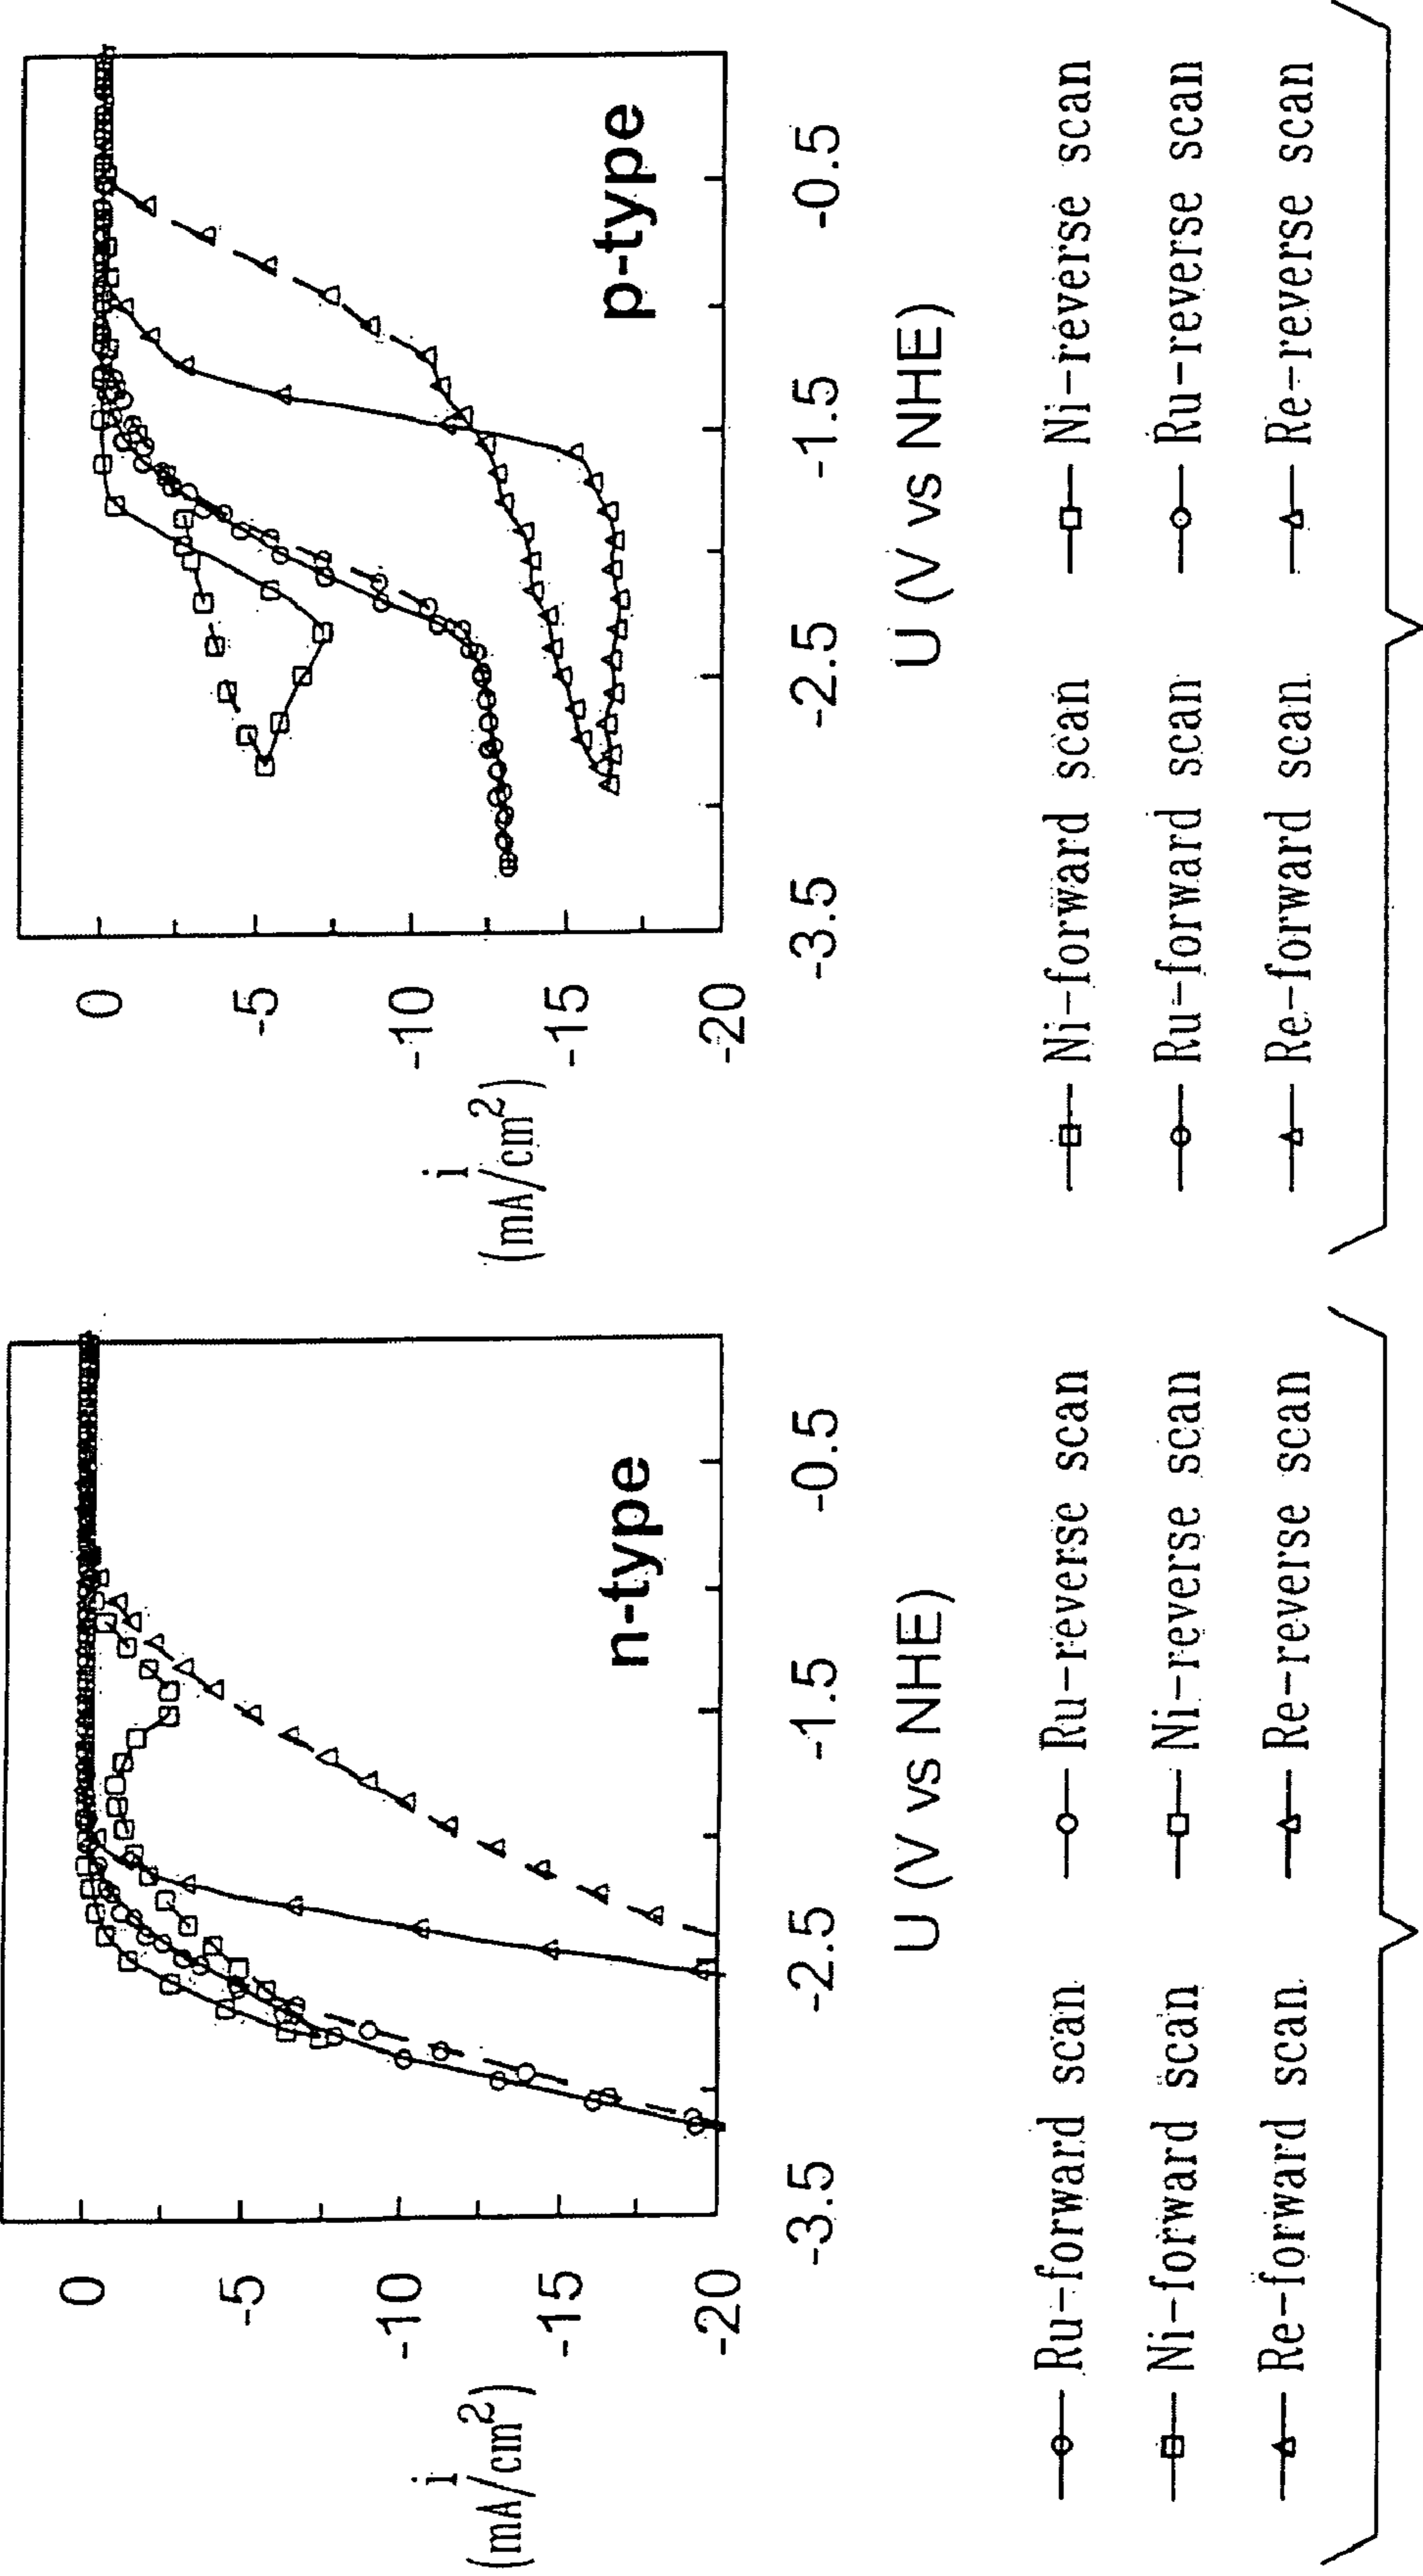 0
-5
-10
-15
-20
i
(mA/cm²)
n-type
-3.5
-2.5
-1.5
-0.5
U (V vs NHE)
Ru-forward scan
Ru-reverse scan
Ni-forward scan
Ni-reverse scan
Re-forward scan
Re-reverse scan
0
-5
-10
-15
-20
i
(mA/cm²)
p-type
-3.5
-2.5
-1.5
-0.5
U (V vs NHE)
Ni-forward scan
Ni-reverse scan
Ru-forward scan
Ru-reverse scan
Re-forward scan
Re-reverse scan